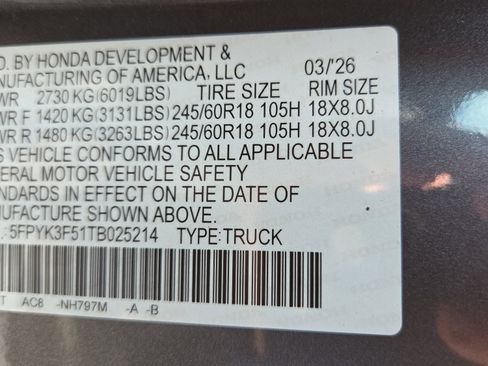 D. BY HONDA DEVELOPMENT &
NUFACTURING OF AMERICA, LLC 03/'26
WR 2730 KG(6019LBS) TIRE SIZE RIM SIZE
WR F 1420 KG(3131LBS) 245/60R18 105H 18X8.0J
WR R 1480 KG(3263LBS) 245/60R18 105H 18X8.0J
S VEHICLE CONFORMS TO ALL APPLICABLE
ERAL MOTOR VEHICLE SAFETY
ANDARDS IN EFFECT ON THE DATE OF
NUFACTURE SHOWN ABOVE.
.:5FPYK3F51TB025214 TYPE:TRUCK
T AC8 -NH797M -A -B